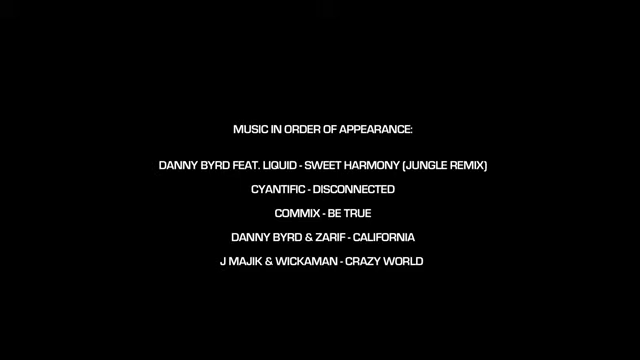 MUSIC IN ORDER OF APPEARANCE:
DANNY BYRD FEAT. LIQUID - SWEET HARMONY (JUNGLE REMIX)
CYANTIFIC - DISCONNECTED
COMMIX - BE TRUE
DANNY BYRD & ZARIF - CALIFORNIA
J MAJIK & WICKAMAN - CRAZY WORLD